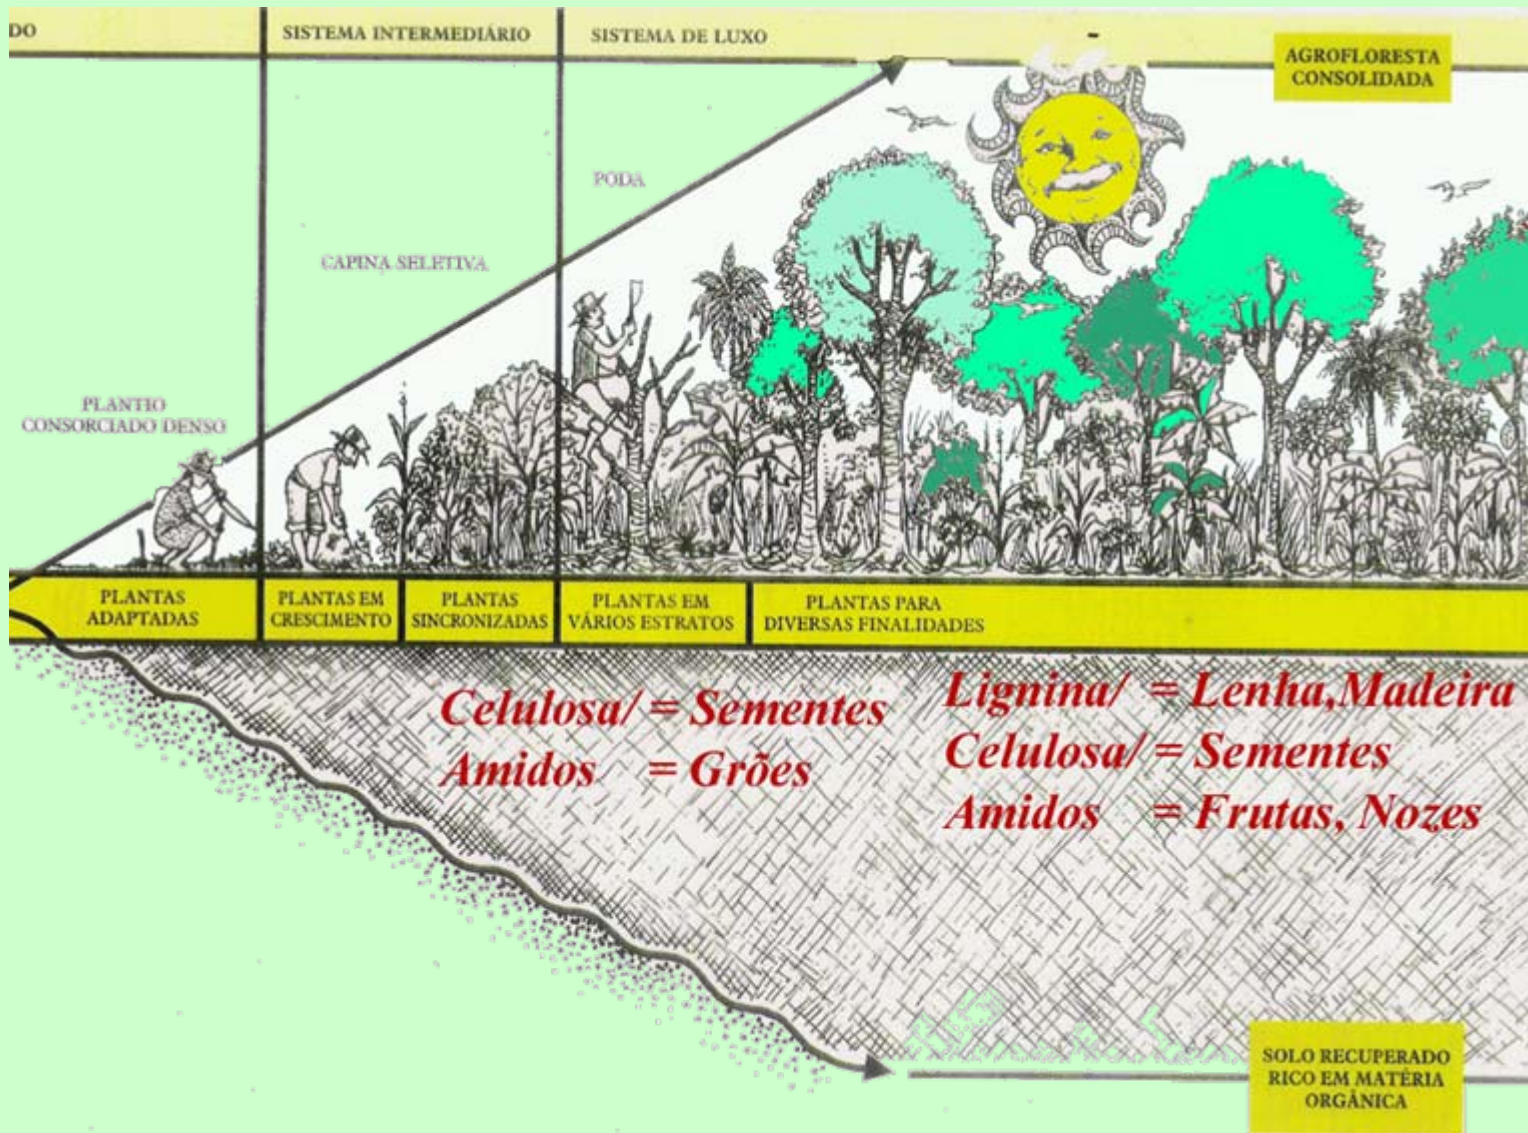 DO
SISTEMA INTERMEDIÁRIO
SISTEMA DE LUXO
AGROFLORESTA
CONSOLIDADA
PODA
CAPINA SELETIVA
PLANTIO
CONSORCIADO DENSO
PLANTAS
ADAPTADAS
PLANTAS EM
CRESCIMENTO
PLANTAS
SINCRONIZADAS
PLANTAS EM
VÁRIOS ESTRATOS
PLANTAS PARA
DIVERSAS FINALIDADES
Celulosa/ = Sementes
Amidos = Grões
Lignina/ = Lenha,Madeira
Celulosa/ = Sementes
Amidos = Frutas, Nozes
SOLO RECUPERADO
RICO EM MATÉRIA
ORGÂNICA